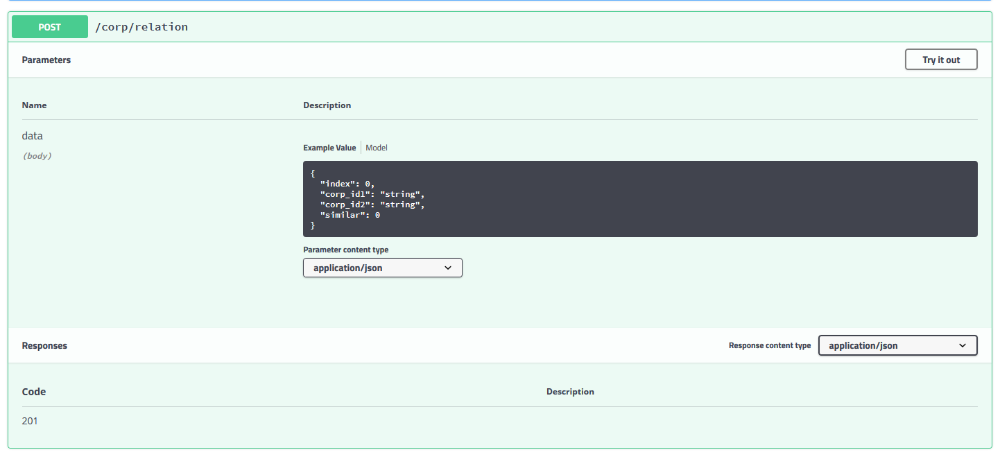 POST /corp/relation
Parameters Try it out
Name Description
data
(body)
Example Value Model
{
"index": 0,
"corp_id1": "string",
"corp_id2": "string",
"similar": 0
}
Parameter content type
application/json
Responses Response content type application/json
Code Description
201